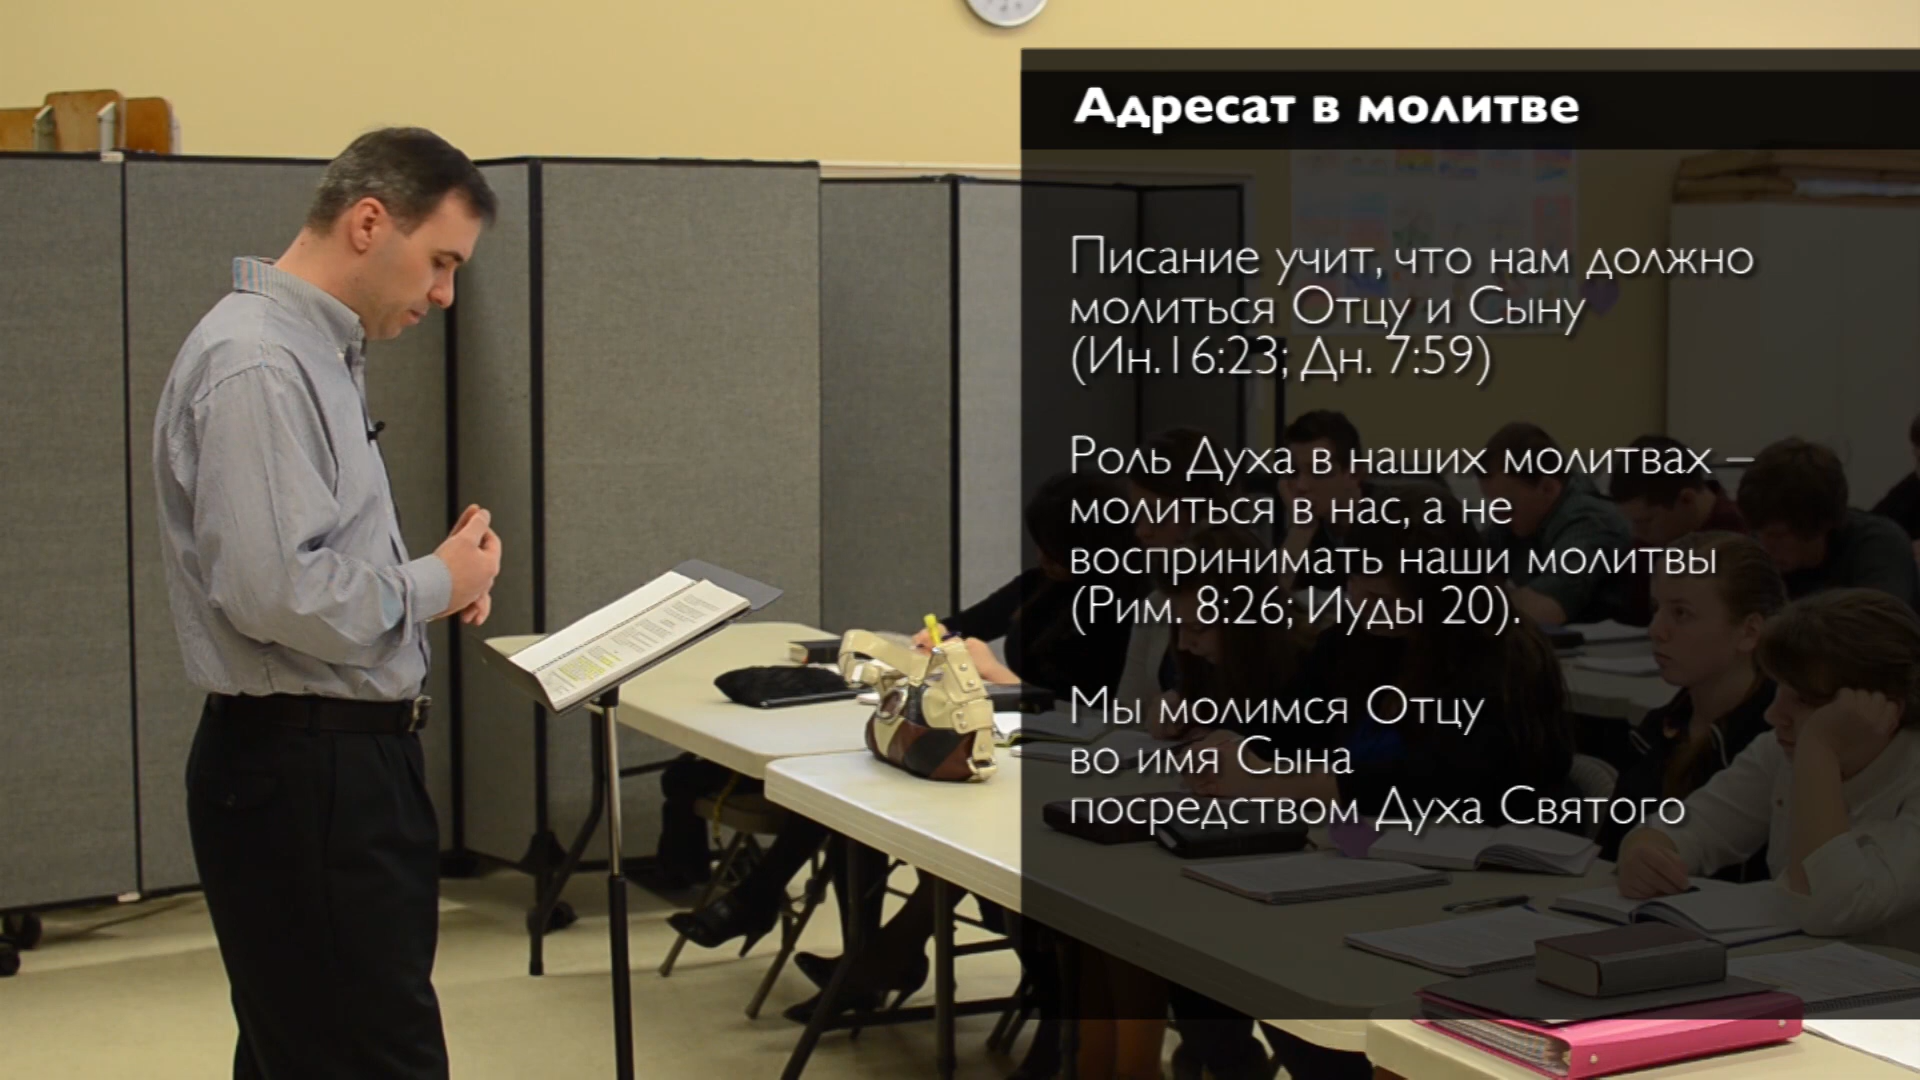 Адресат в молитве
Писание учит, что нам должно
молиться Отцу и Сыну
(Ин.16:23; Дн. 7:59)
Роль Духа в наших молитвах –
молиться в нас, а не
воспринимать наши молитвы
(Рим. 8:26; Иуды 20).
Мы молимся Отцу
во имя Сына
посредством Духа Святого